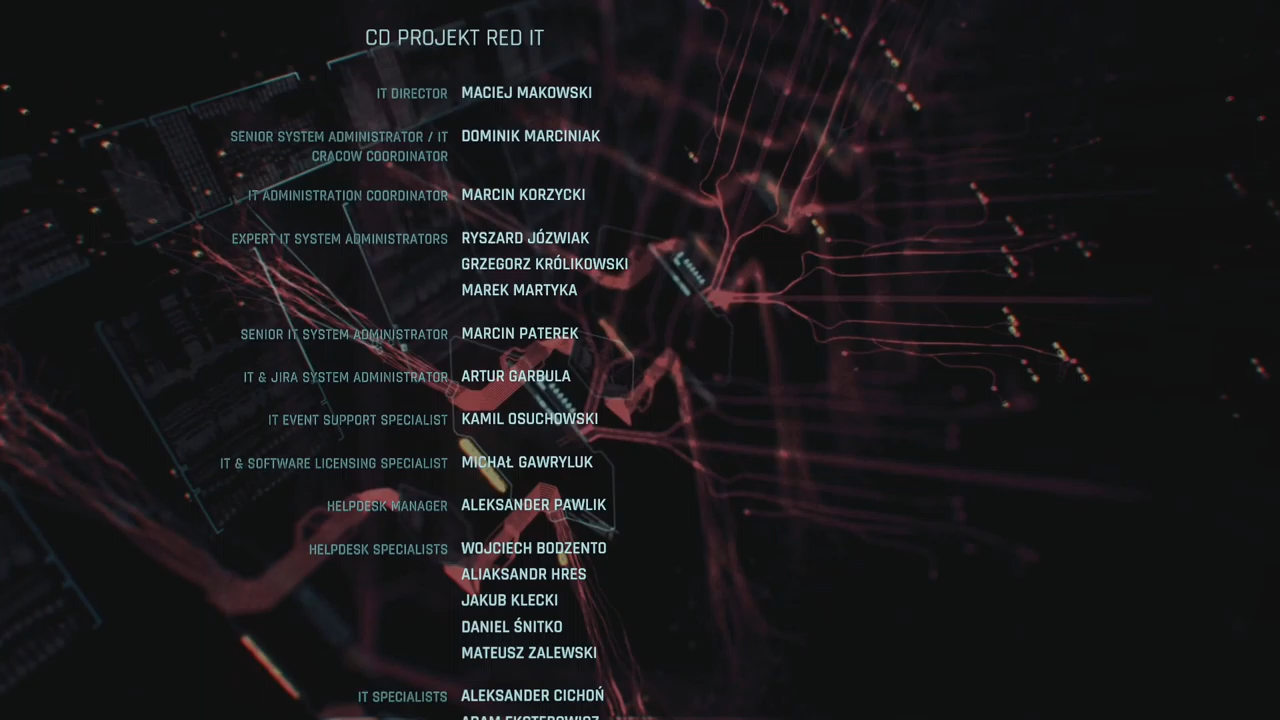 CD PROJEKT RED IT
IT DIRECTOR MACIEJ MAKOWSKI
SENIOR SYSTEM ADMINISTRATOR / IT DOMINIK MARCINIAK
CRACOW COORDINATOR
IT ADMINISTRATION COORDINATOR MARCIN KORZYCKI
EXPERT IT SYSTEM ADMINISTRATORS RYSZARD JÓZWIAK
GRZEGORZ KRÓLIKOWSKI
MAREK MARTYKA
SENIOR IT SYSTEM ADMINISTRATOR MARCIN PATEREK
IT & JIRA SYSTEM ADMINISTRATOR ARTUR GARBULA
IT EVENT SUPPORT SPECIALIST KAMIL OSUCHOWSKI
IT & SOFTWARE LICENSING SPECIALIST MICHAŁ GAWRYLUK
HELPDESK MANAGER ALEKSANDER PAWLIK
HELPDESK SPECIALISTS WOJCIECH BODZENTO
ALIAKSANDR HRES
JAKUB KLECKI
DANIEL ŚNITKO
MATEUSZ ZALEWSKI
IT SPECIALISTS ALEKSANDER CICHOŃ